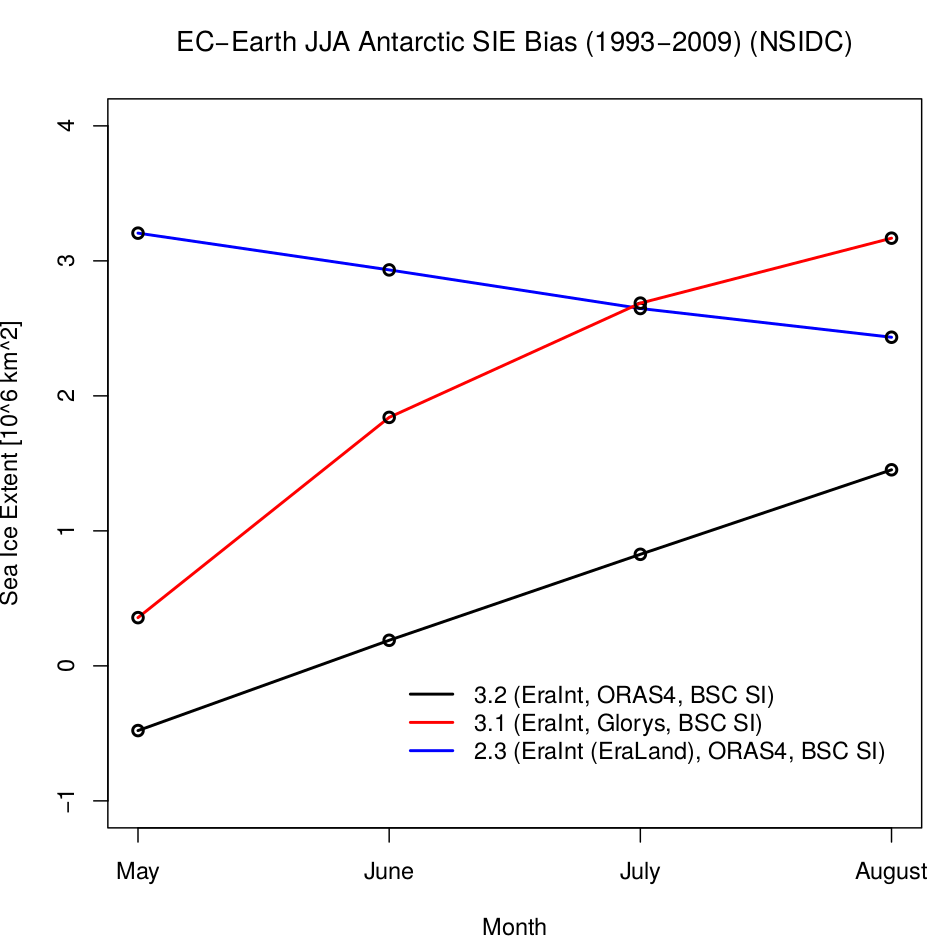 EC−Earth JJA Antarctic SIE Bias (1993−2009) (NSIDC)
Sea Ice Extent [10^6 km^2]
4
3
2
1
0
−1
3.2 (EraInt, ORAS4, BSC SI)
3.1 (EraInt, Glorys, BSC SI)
2.3 (EraInt (EraLand), ORAS4, BSC SI)
May June July August
Month